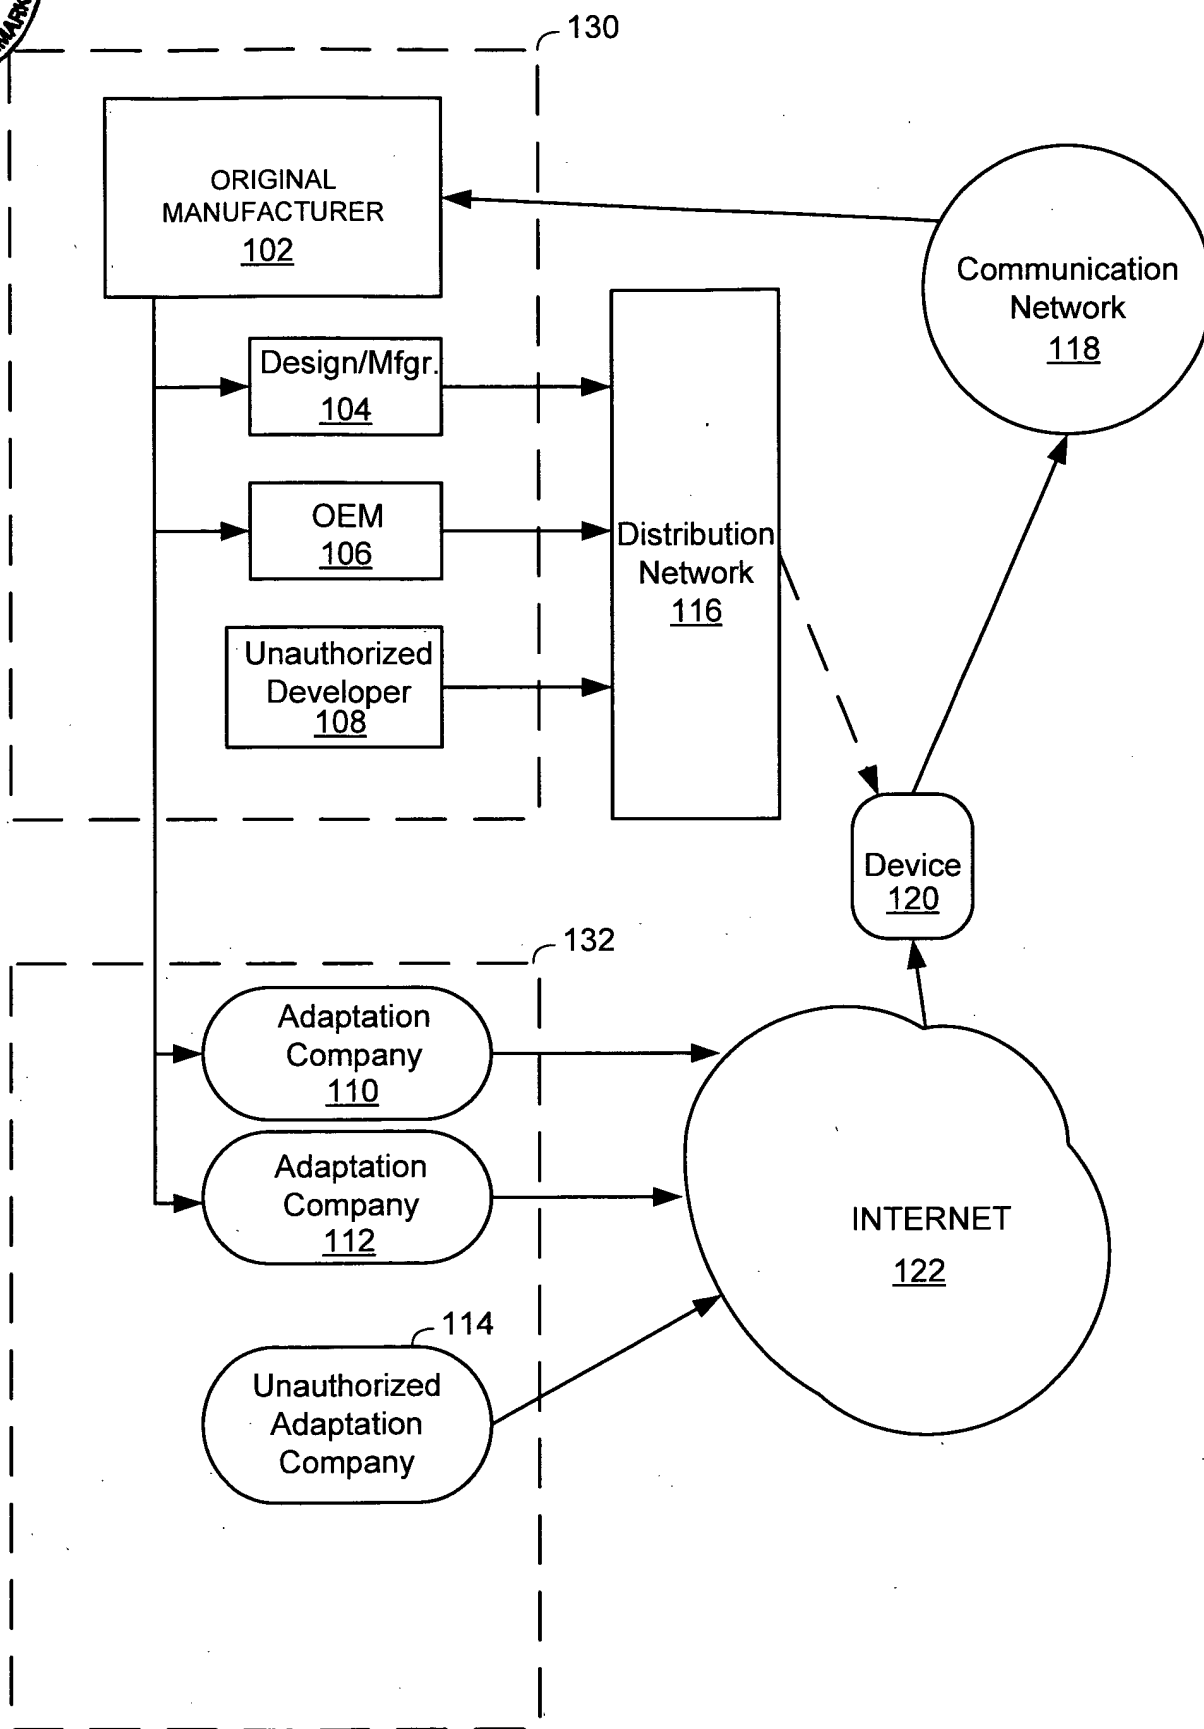 MARK
130
ORIGINAL
MANUFACTURER
102
Communication
Network
118
Design/Mfgr.
104
OEM
106
Distribution
Network
116
Unauthorized
Developer
108
Device
120
132
Adaptation
Company
110
Adaptation
Company
112
INTERNET
122
114
Unauthorized
Adaptation
Company